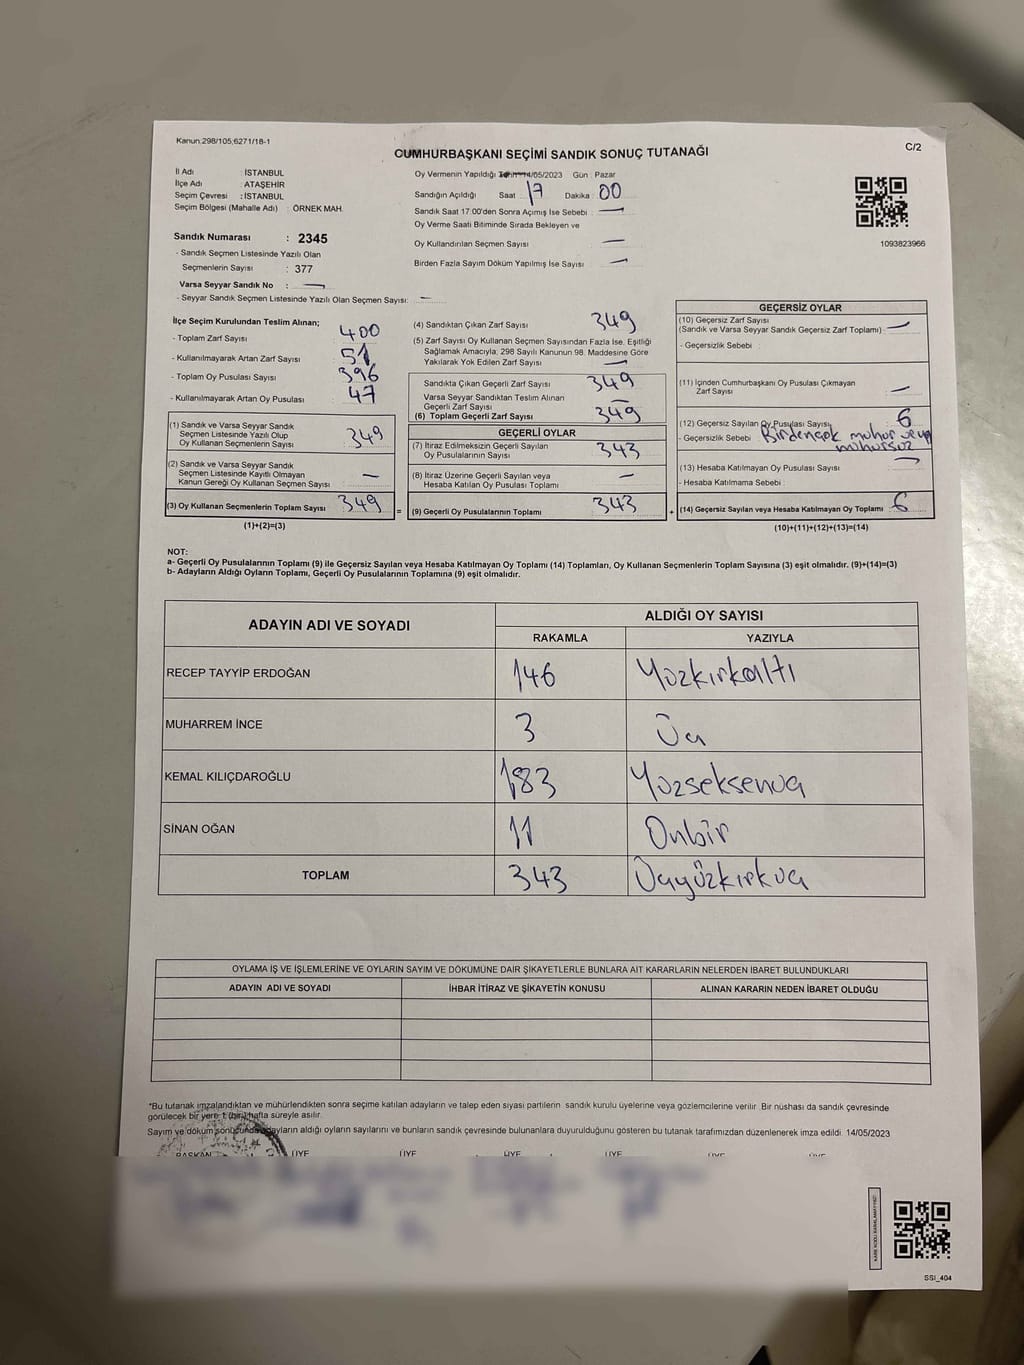 Kanun:298/105;6271/18-1
C/2
CUMHURBAŞKANI SEÇİMİ SANDIK SONUÇ TUTANAĞI
İl Adı : İSTANBUL
İlçe Adı : ATAŞEHİR
Seçim Çevresi : İSTANBUL
Seçim Bölgesi (Mahalle Adı) : ÖRNEK MAH.
Oy Vermenin Yapıldığı 14/05/2023 Gün : Pazar
Sandığın Açıldığı Saat 17 Dakika : 00
Sandık Saat 17:00'den Sonra Açımış İse Sebebi : —
Oy Verme Saati Bitiminde Sırada Bekleyen ve
Oy Kullandırılan Seçmen Sayısı —
Birden Fazla Sayım Döküm Yapılmış İse Sayısı : —
1093823966
Sandık Numarası : 2345
- Sandık Seçmen Listesinde Yazılı Olan
Seçmenlerin Sayısı : 377
Varsa Seyyar Sandık No : —
- Seyyar Sandık Seçmen Listesinde Yazılı Olan Seçmen Sayısı: —
İlçe Seçim Kurulundan Teslim Alınan;
- Toplam Zarf Sayısı : 400
- Kullanılmayarak Artan Zarf Sayısı : 51
- Toplam Oy Pusulası Sayısı : 396
- Kullanılmayarak Artan Oy Pusulası : 47
(1) Sandık ve Varsa Seyyar Sandık
Seçmen Listesinde Yazılı Olup
Oy Kullanan Seçmenlerin Sayısı 349
(2) Sandık ve Varsa Seyyar Sandık
Seçmen Listesinde Kayıtlı Olmayan
Kanun Gereği Oy Kullanan Seçmen Sayısı —
(3) Oy Kullanan Seçmenlerin Toplam Sayısı 349 =
(1)+(2)=(3)
(4) Sandıktan Çıkan Zarf Sayısı : 349
(5) Zarf Sayısı Oy Kullanan Seçmen Sayısından Fazla İse, Eşitliği
Sağlamak Amacıyla; 298 Sayılı Kanunun 98. Maddesine Göre
Yakılarak Yok Edilen Zarf Sayısı : —
Sandıkta Çıkan Geçerli Zarf Sayısı 349
Varsa Seyyar Sandıktan Teslim Alınan
Geçerli Zarf Sayısı —
(6) Toplam Geçerli Zarf Sayısı 349
GEÇERLİ OYLAR
(7) İtiraz Edilmeksizin Geçerli Sayılan
Oy Pusulalarının Sayısı 343
(8) İtiraz Üzerine Geçerli Sayılan veya
Hesaba Katılan Oy Pusulası Toplamı —
(9) Geçerli Oy Pusulalarının Toplamı 343 +
GEÇERSİZ OYLAR
(10) Geçersiz Zarf Sayısı
(Sandık ve Varsa Seyyar Sandık Geçersiz Zarf Toplamı) : —
- Geçersizlik Sebebi :
(11) İçinden Cumhurbaşkanı Oy Pusulası Çıkmayan
Zarf Sayısı —
(12) Geçersiz Sayılan Oy Pusulası Sayısı : 6
- Geçersizlik Sebebi : Birdençok mühür veya
mühürsüz
(13) Hesaba Katılmayan Oy Pusulası Sayısı : —
- Hesaba Katılmama Sebebi :
(14) Geçersiz Sayılan veya Hesaba Katılmayan Oy Toplamı : 6
(10)+(11)+(12)+(13)=(14)
NOT:
a- Geçerli Oy Pusulalarının Toplamı (9) ile Geçersiz Sayılan veya Hesaba Katılmayan Oy Toplamı (14) Toplamları, Oy Kullanan Seçmenlerin Toplam Sayısına (3) eşit olmalıdır. (9)+(14)=(3)
b- Adayların Aldığı Oyların Toplamı, Geçerli Oy Pusulalarının Toplamına (9) eşit olmalıdır.
ADAYIN ADI VE SOYADI
ALDIĞI OY SAYISI
RAKAMLA YAZIYLA
RECEP TAYYİP ERDOĞAN 146 Yüzkırkaltı
MUHARREM İNCE 3 Üç
KEMAL KILIÇDAROĞLU 183 Yüzseksenüç
SİNAN OĞAN 11 Onbir
TOPLAM 343 Üçyüzkırküç
OYLAMA İŞ VE İŞLEMLERİNE VE OYLARIN SAYIM VE DÖKÜMÜNE DAİR ŞİKAYETLERLE BUNLARA AİT KARARLARIN NELERDEN İBARET BULUNDUKLARI
ADAYIN ADI VE SOYADI İHBAR İTİRAZ VE ŞİKAYETİN KONUSU ALINAN KARARIN NEDEN İBARET OLDUĞU
*Bu tutanak imzalandıktan ve mühürlendikten sonra seçime katılan adayların ve talep eden siyasi partilerin sandık kurulu üyelerine veya gözlemcilerine verilir. Bir nüshası da sandık çevresinde
görülecek bir yere 1 (bir) hafta süreyle asılır.
Sayım ve döküm sonucunda adayların aldığı oyların sayılarını ve bunların sandık çevresinde bulunanlara duyurulduğunu gösteren bu tutanak tarafımızdan düzenlenerek imza edildi. 14/05/2023
BAŞKAN ÜYE ÜYE ÜYE ÜYE ÜYE ÜYE
SSI_404